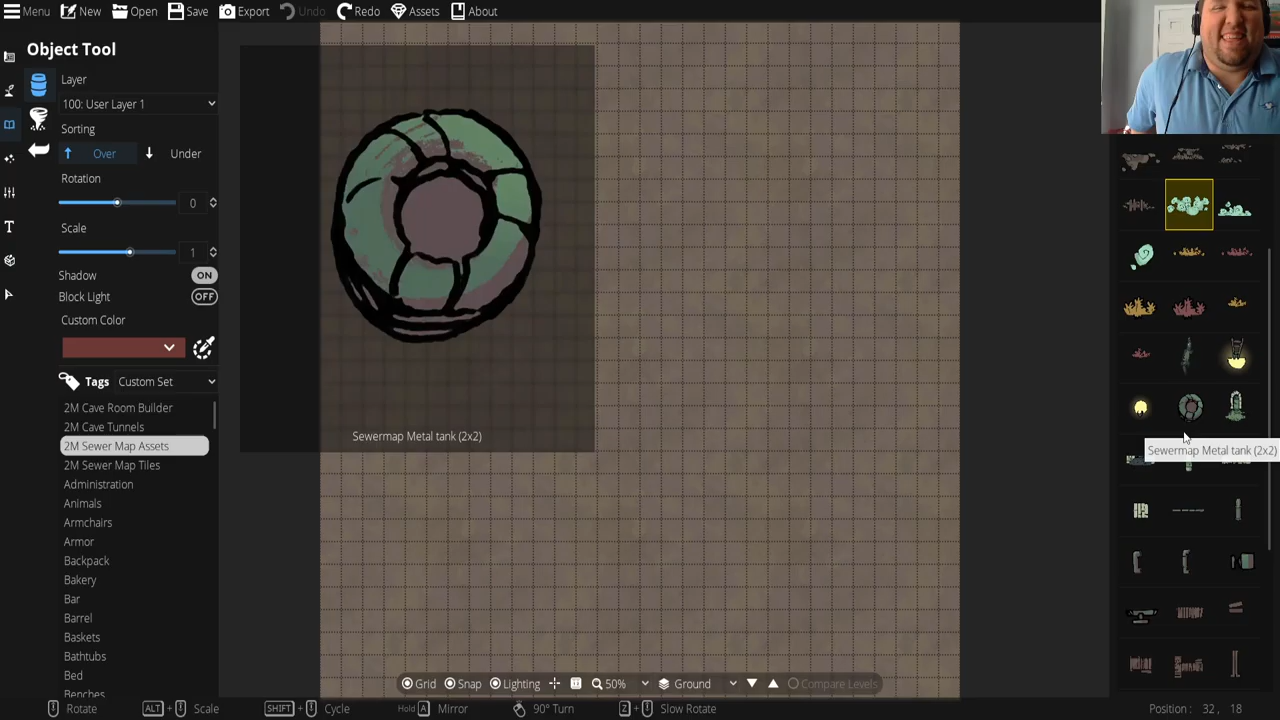 Menu New Open Save Export Undo Redo Assets About
Object Tool
Layer
100: User Layer 1
Sorting
Over Under
Rotation
0
Scale
1
Shadow ON
Block Light OFF
Custom Color
Tags Custom Set
2M Cave Room Builder
2M Cave Tunnels
2M Sewer Map Assets
2M Sewer Map Tiles
Administration
Animals
Armchairs
Armor
Backpack
Bakery
Bar
Barrel
Baskets
Bathtubs
Bed
Benches
Sewermap Metal tank (2x2)
Sewermap Metal tank (2x2)
Grid Snap Lighting 50% Ground Compare Levels
Rotate ALT + Scale SHIFT + Cycle Hold A Mirror 90° Turn Z + Slow Rotate Position : 32 , 18